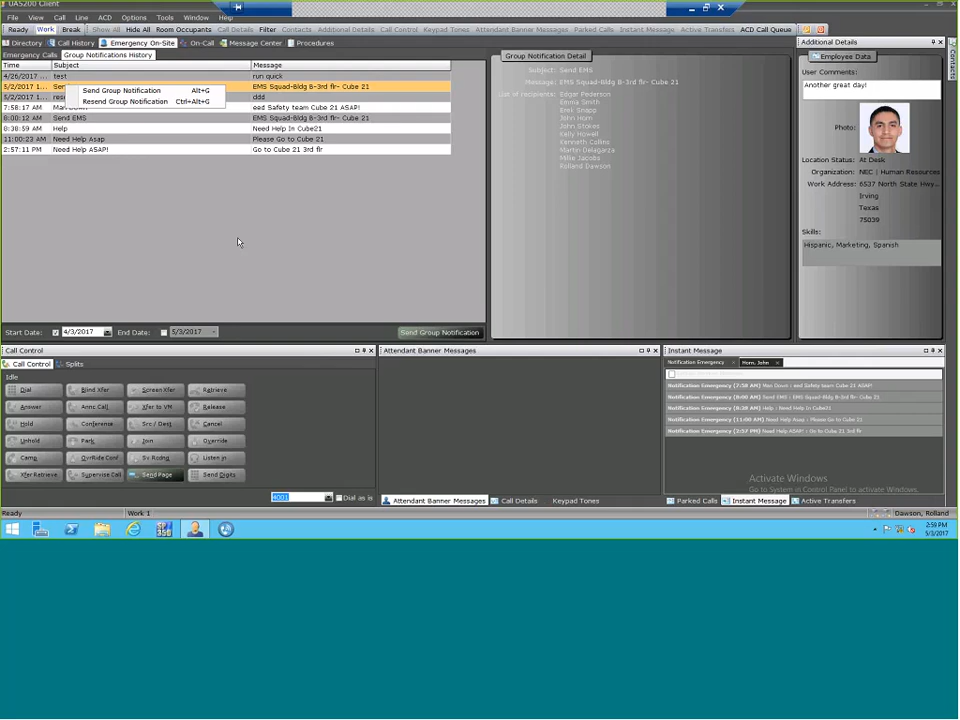 UA5200 Client
File View Call ACD Options Tools Window Help
Ready Work Break Show All Hide All Room Occupants Call Details Filter Contacts Additional Details Call Control Keypad Tones Attendant Banner Messages Parked Calls Instant Message Active Transfers ACD Call Queue
Directory Call History Emergency On-Site On-Call Message Center Procedures
Emergency Calls Group Notifications History
Time Subject Message
4/26/2017 ... test run quick
5/2/2017 1... EMS Squad-Bldg B-3rd flr- Cube 21
5/2/2017 1... ddd
7:58:17 AM eed Safety team Cube 21 ASAP!
8:00:12 AM Send EMS EMS Squad-Bldg B-3rd flr- Cube 21
8:38:59 AM Help Need Help In Cube21
11:00:23 AM Need Help Asap Please Go to Cube 21
2:57:11 PM Need Help ASAP! Go to Cube 21 3rd flr
Send Group Notification Alt+G
Resend Group Notification Ctrl+Alt+G
Start Date: 4/3/2017 End Date: 5/3/2017 Send Group Notification
Group Notification Detail
Subject: Send EMS
Message: EMS Squad-Bldg B-3rd flr- Cube 21
List of recipients: Edgar Pederson
Emma Smith
Erek Snapp
John Horn
John Stokes
Kelly Howell
Kenneth Collins
Martin Delagarza
Millie Jacobs
Rolland Dawson
Additional Details
Employee Data
User Comments:
Another great day!
Photo:
Location Status: At Desk
Organization: NEC | Human Resources
Work Address: 6537 North State Hwy...
Irving
Texas
75039
Skills:
Hispanic, Marketing, Spanish
Contacts
Call Control
Call Control Splits
Idle
Dial Blind Xfer Screen Xfer Retrieve
Answer Annc Call Xfer to VM Release
Hold Conference Src / Dest Cancel
Unhold Park Join Override
Camp OvrRide Conf Sv Rcdng Listen in
Xfer Retrieve Supervise Call Send Page Send Digits
4001 Dial as is
Attendant Banner Messages
Attendant Banner Messages Call Details Keypad Tones
Instant Message
Notification Emergency x Horn, John x
Notification Emergency (7:58 AM) Man Down : eed Safety team Cube 21 ASAP!
Notification Emergency (8:00 AM) Send EMS : EMS Squad-Bldg B-3rd flr- Cube 21
Notification Emergency (8:39 AM) Help : Need Help In Cube21
Notification Emergency (11:00 AM) Need Help Asap : Please Go to Cube 21
Notification Emergency (2:57 PM) Need Help ASAP! : Go to Cube 21 3rd flr
Activate Windows
Go to System in Control Panel to activate Windows.
Parked Calls Instant Message Active Transfers
Ready Work 1 Dawson, Rolland
2:59 PM
5/3/2017